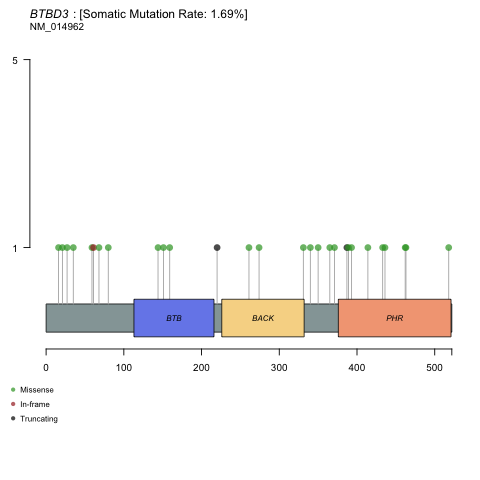 BTBD3 : [Somatic Mutation Rate: 1.69%]
NM_014962
5
1
BTB
BACK
PHR
0 100 200 300 400 500
Missense
In-frame
Truncating